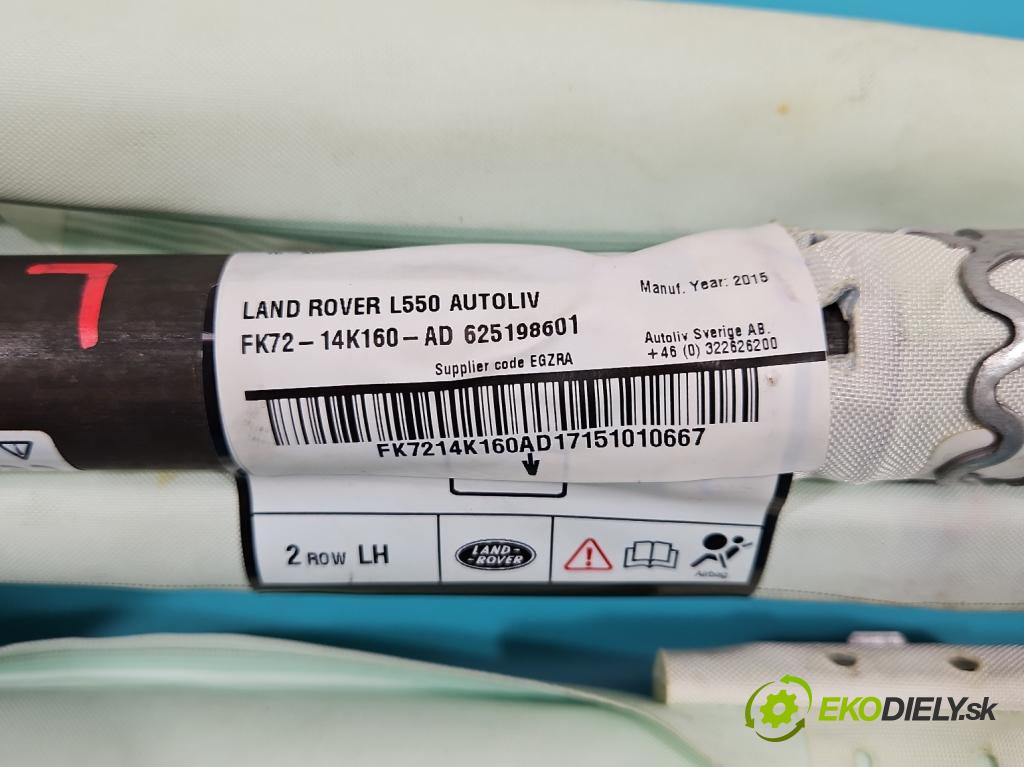 L
LAND ROVER L550 AUTOLIV
Manuf. Year: 2015
FK72-14K160-AD 625198601
Autoliv Sverige AB.
+46 (0) 322626200
Supplier code EGZRA
FK7214K160AD17151010667
2 ROW LH
LAND-
-ROVER
Airbag
EKODIELY.sk